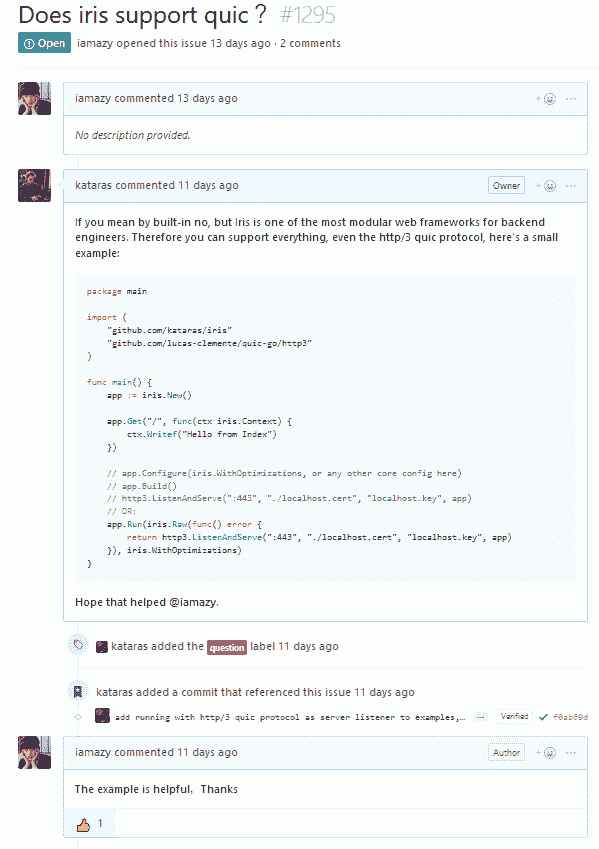 Does iris support quic？ #1295
Open iamazy opened this issue 13 days ago · 2 comments
iamazy commented 13 days ago
No description provided.
kataras commented 11 days ago Owner
If you mean by built-in no, but Iris is one of the most modular web frameworks for backend
engineers. Therefore you can support everything, even the http/3 quic protocol, here's a small
example:
package main
import (
"github.com/kataras/iris"
"github.com/lucas-clemente/quic-go/http3"
)
func main() {
app := iris.New()
app.Get("/", func(ctx iris.Context) {
ctx.Writef("Hello from Index")
})
// app.Configure(iris.WithOptimizations, or any other core config here)
// app.Build()
// http3.ListenAndServe(":443", "./localhost.cert", "localhost.key", app)
// OR:
app.Run(iris.Raw(func() error {
return http3.ListenAndServe(":443", "./localhost.cert", "localhost.key", app)
}), iris.WithOptimizations)
}
Hope that helped @iamazy.
kataras added the question label 11 days ago
kataras added a commit that referenced this issue 11 days ago
add running with http/3 quic protocol as server listener to examples,… ... Verified f0ab69d
iamazy commented 11 days ago Author
The example is helpful，Thanks
1